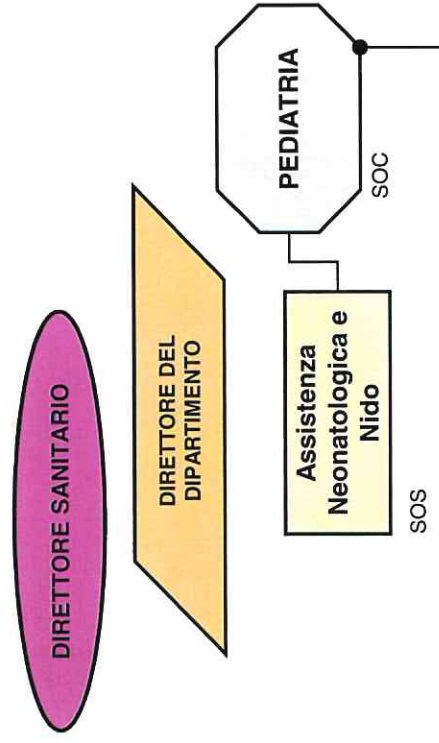 DIRETTORE SANITARIO
DIRETTORE DEL
DIPARTIMENTO
PEDIATRIA
SOC
Assistenza
Neonatologica e
Nido
SOS